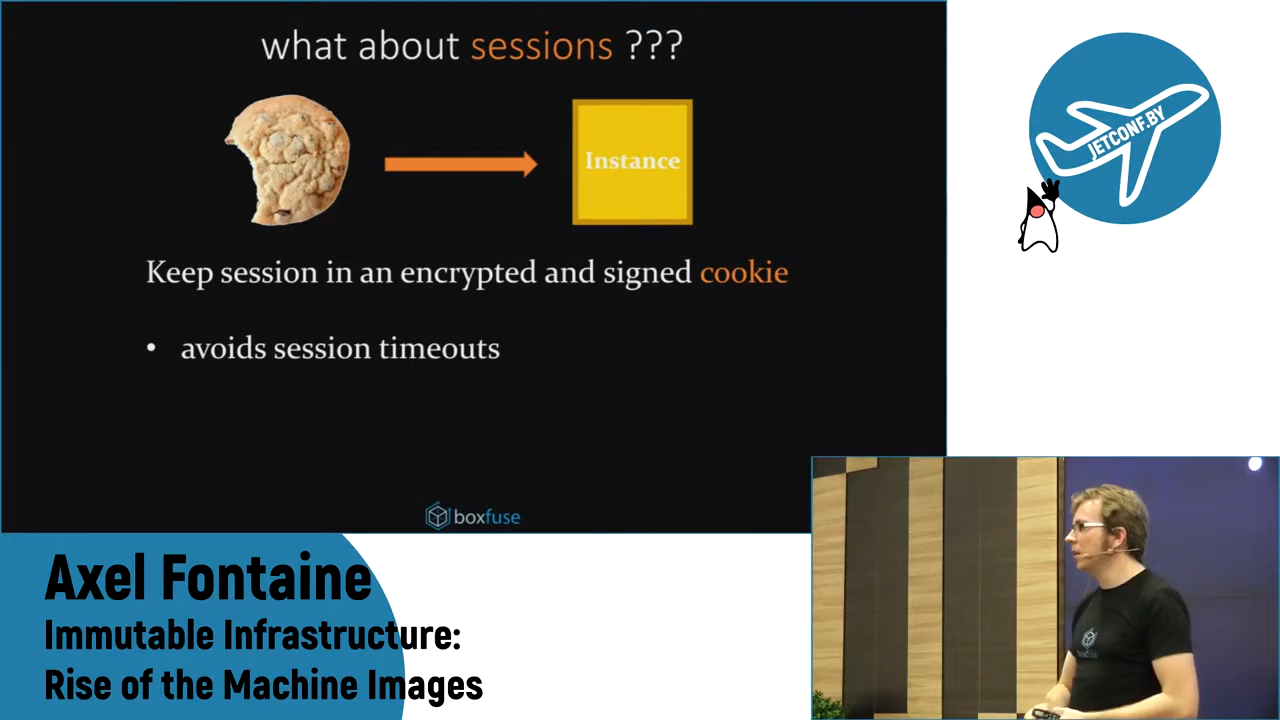 what about sessions ???
Instance
Keep session in an encrypted and signed cookie
• avoids session timeouts
boxfuse
JETCONF.BY
Axel Fontaine
Immutable Infrastructure:
Rise of the Machine Images